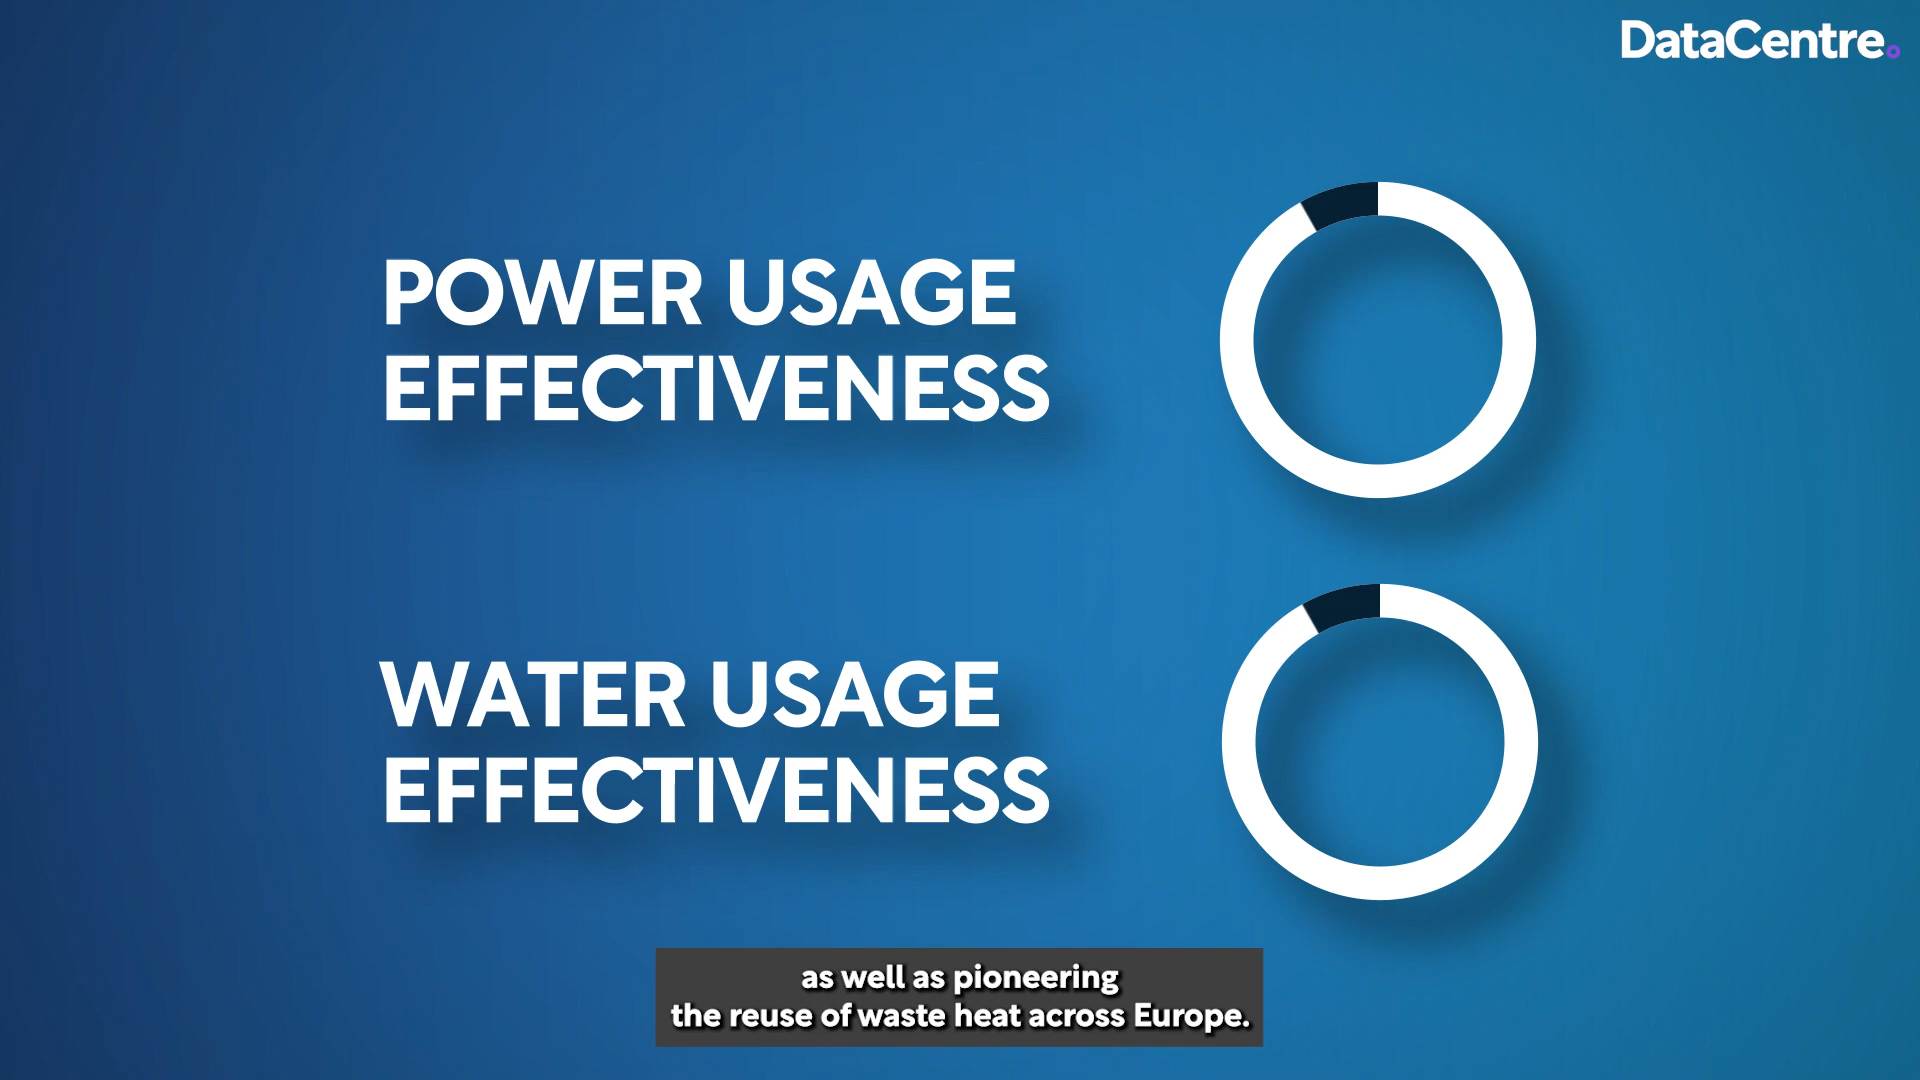 DataCentre
POWER USAGE
EFFECTIVENESS
WATER USAGE
EFFECTIVENESS
as well as pioneering
the reuse of waste heat across Europe.